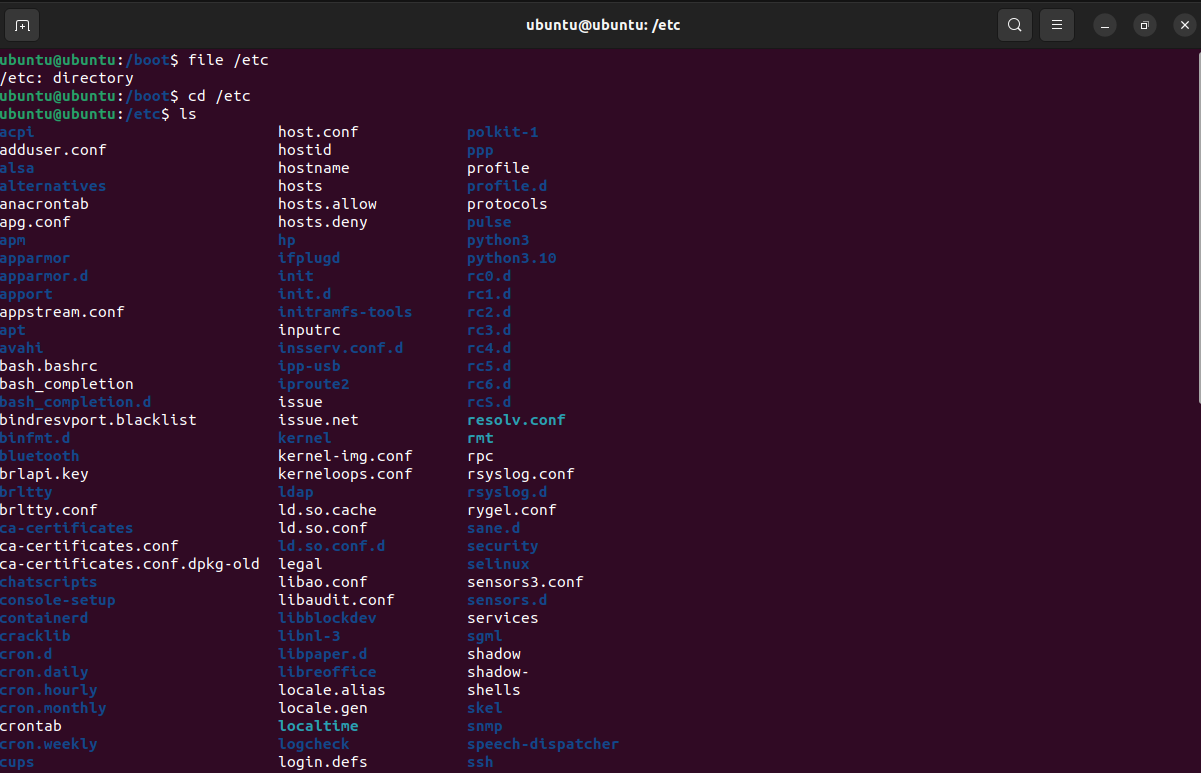 ubuntu@ubuntu: /etc
ubuntu@ubuntu:/boot$ file /etc
/etc: directory
ubuntu@ubuntu:/boot$ cd /etc
ubuntu@ubuntu:/etc$ ls
acpi host.conf polkit-1
adduser.conf hostid ppp
alsa hostname profile
alternatives hosts profile.d
anacrontab hosts.allow protocols
apg.conf hosts.deny pulse
apm hp python3
apparmor ifplugd python3.10
apparmor.d init rc0.d
apport init.d rc1.d
appstream.conf initramfs-tools rc2.d
apt inputrc rc3.d
avahi insserv.conf.d rc4.d
bash.bashrc ipp-usb rc5.d
bash_completion iproute2 rc6.d
bash_completion.d issue rcS.d
bindresvport.blacklist issue.net resolv.conf
binfmt.d kernel rmt
bluetooth kernel-img.conf rpc
brlapi.key kerneloops.conf rsyslog.conf
brltty ldap rsyslog.d
brltty.conf ld.so.cache rygel.conf
ca-certificates ld.so.conf sane.d
ca-certificates.conf ld.so.conf.d security
ca-certificates.conf.dpkg-old legal selinux
chatscripts libao.conf sensors3.conf
console-setup libaudit.conf sensors.d
containerd libblockdev services
cracklib libnl-3 sgml
cron.d libpaper.d shadow
cron.daily libreoffice shadow-
cron.hourly locale.alias shells
cron.monthly locale.gen skel
crontab localtime snmp
cron.weekly logcheck speech-dispatcher
cups login.defs ssh